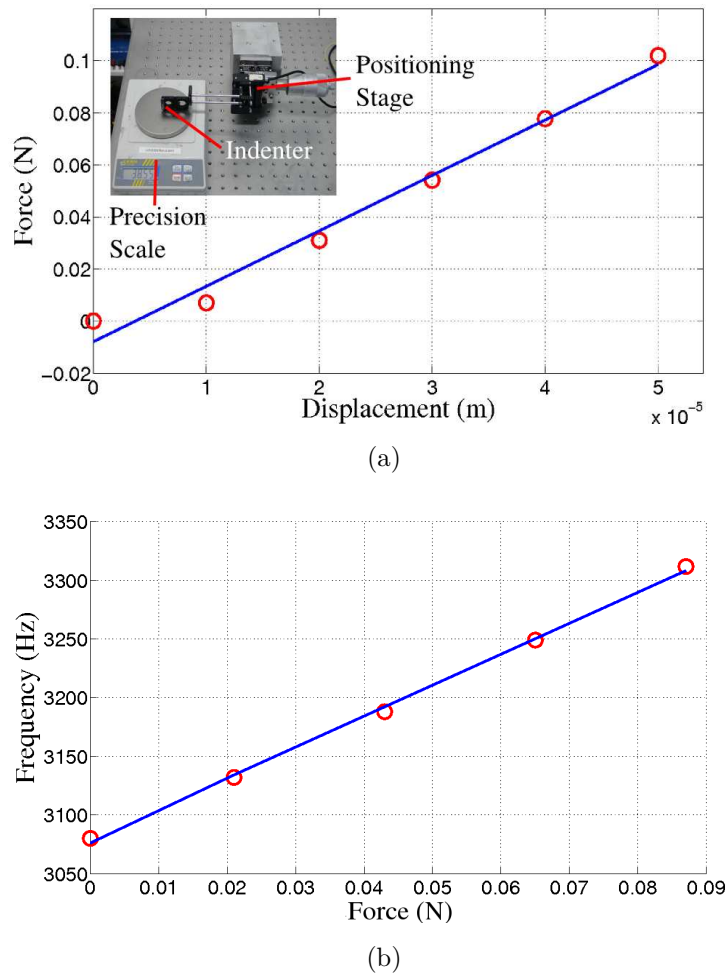 0.1
0.08
0.06
0.04
0.02
0
−0.02
Force (N)
Positioning
Stage
Indenter
Precision
Scale
0
1
2
3
4
5
Displacement (m)
x 10⁻⁵
(a)
3350
3300
3250
3200
3150
3100
3050
Frequency (Hz)
0
0.01
0.02
0.03
0.04
0.05
0.06
0.07
0.08
0.09
Force (N)
(b)